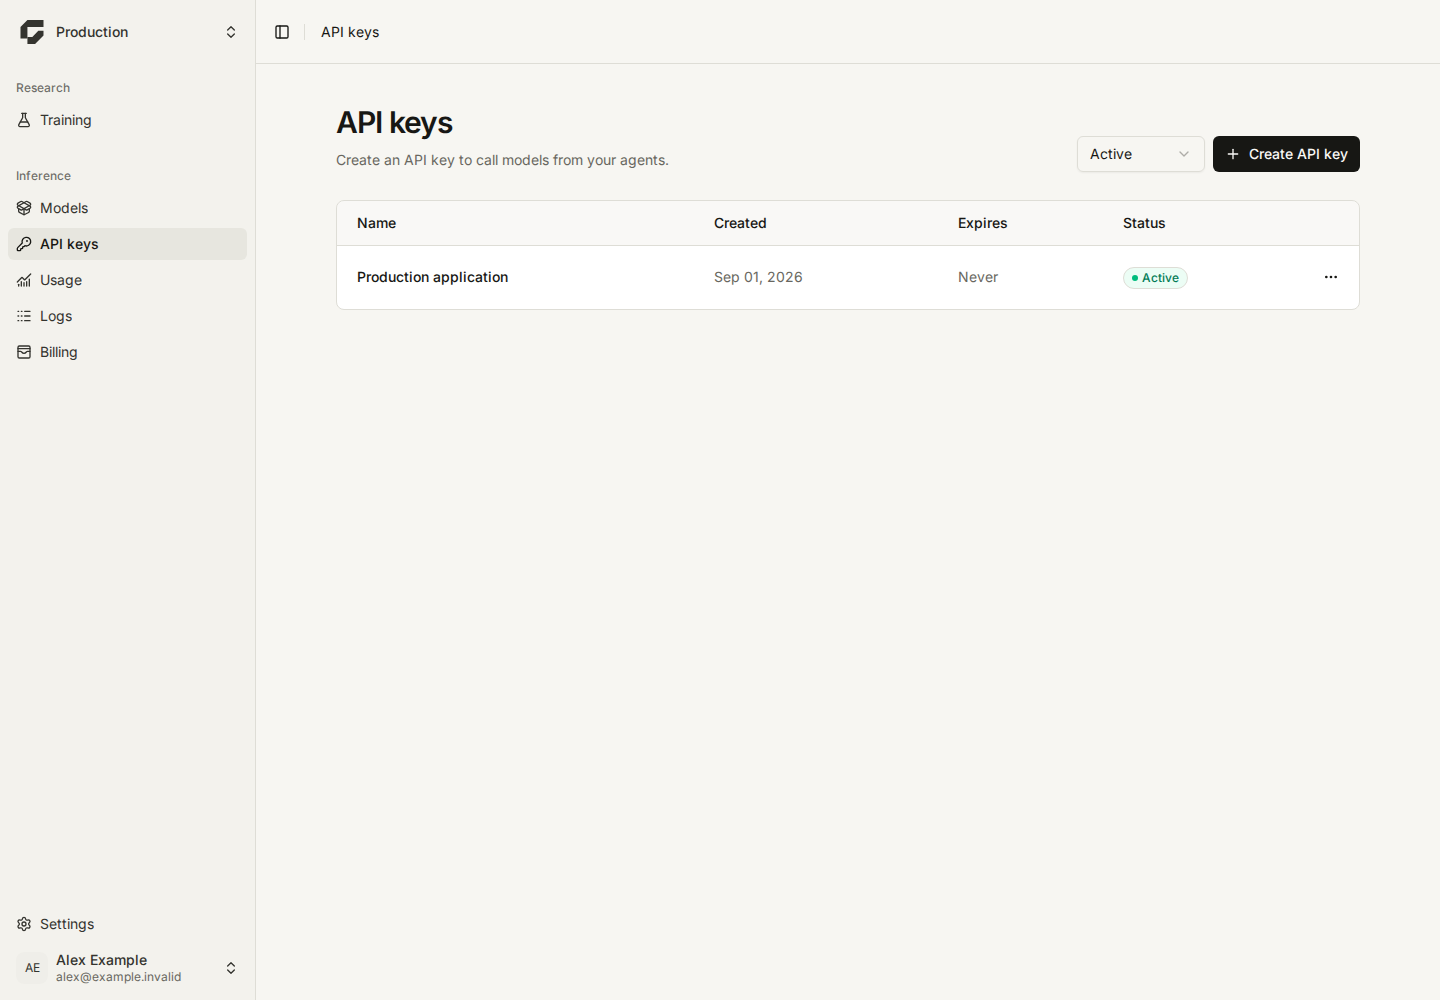 Production
API keys
Research
Training
Inference
Models
API keys
Usage
Logs
Billing
Settings
AE
Alex Example
alex@example.invalid
API keys
Create an API key to call models from your agents.
Active
Create API key
Name Created Expires Status
Production application Sep 01, 2026 Never Active